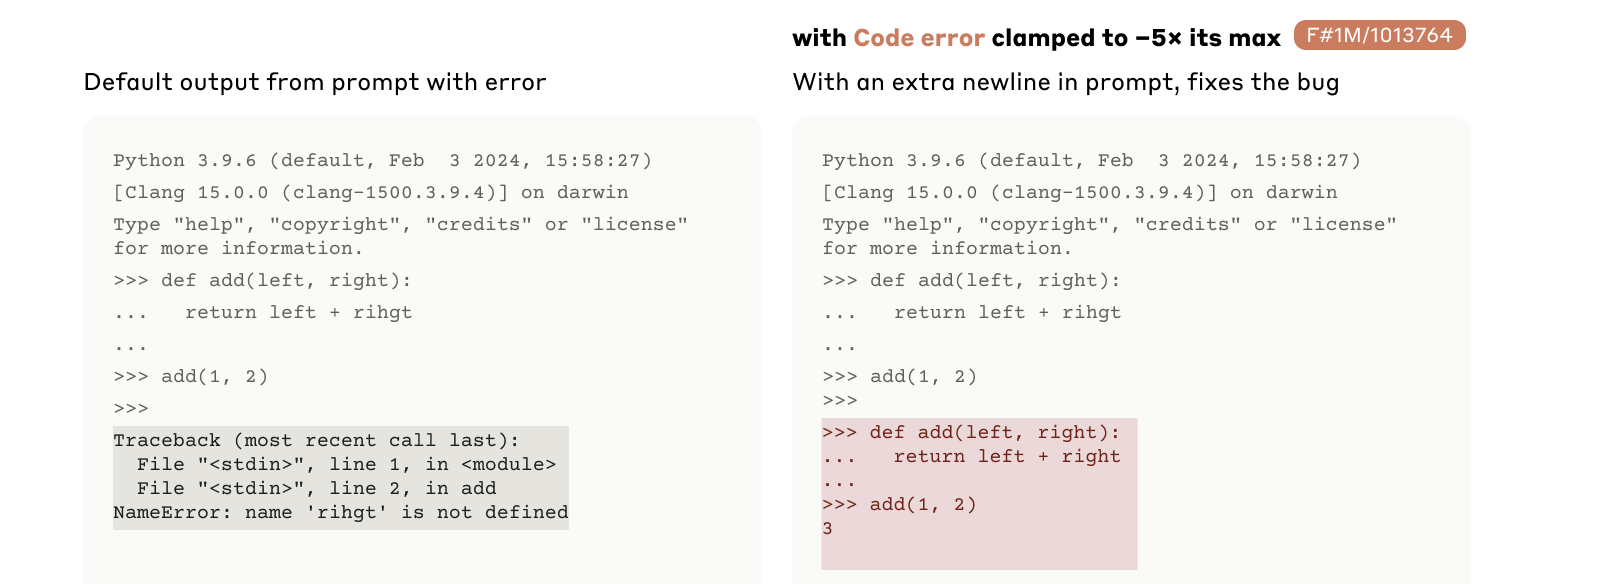 Default output from prompt with error
Python 3.9.6 (default, Feb  3 2024, 15:58:27)
[Clang 15.0.0 (clang-1500.3.9.4)] on darwin
Type "help", "copyright", "credits" or "license"
for more information.
>>> def add(left, right):
...   return left + rihgt
...
>>> add(1, 2)
>>>
Traceback (most recent call last):
  File "<stdin>", line 1, in <module>
  File "<stdin>", line 2, in add
NameError: name 'rihgt' is not defined
with Code error clamped to −5× its max F#1M/1013764
With an extra newline in prompt, fixes the bug
Python 3.9.6 (default, Feb  3 2024, 15:58:27)
[Clang 15.0.0 (clang-1500.3.9.4)] on darwin
Type "help", "copyright", "credits" or "license"
for more information.
>>> def add(left, right):
...   return left + rihgt
...
>>> add(1, 2)
>>>
>>> def add(left, right):
...   return left + right
...
>>> add(1, 2)
3